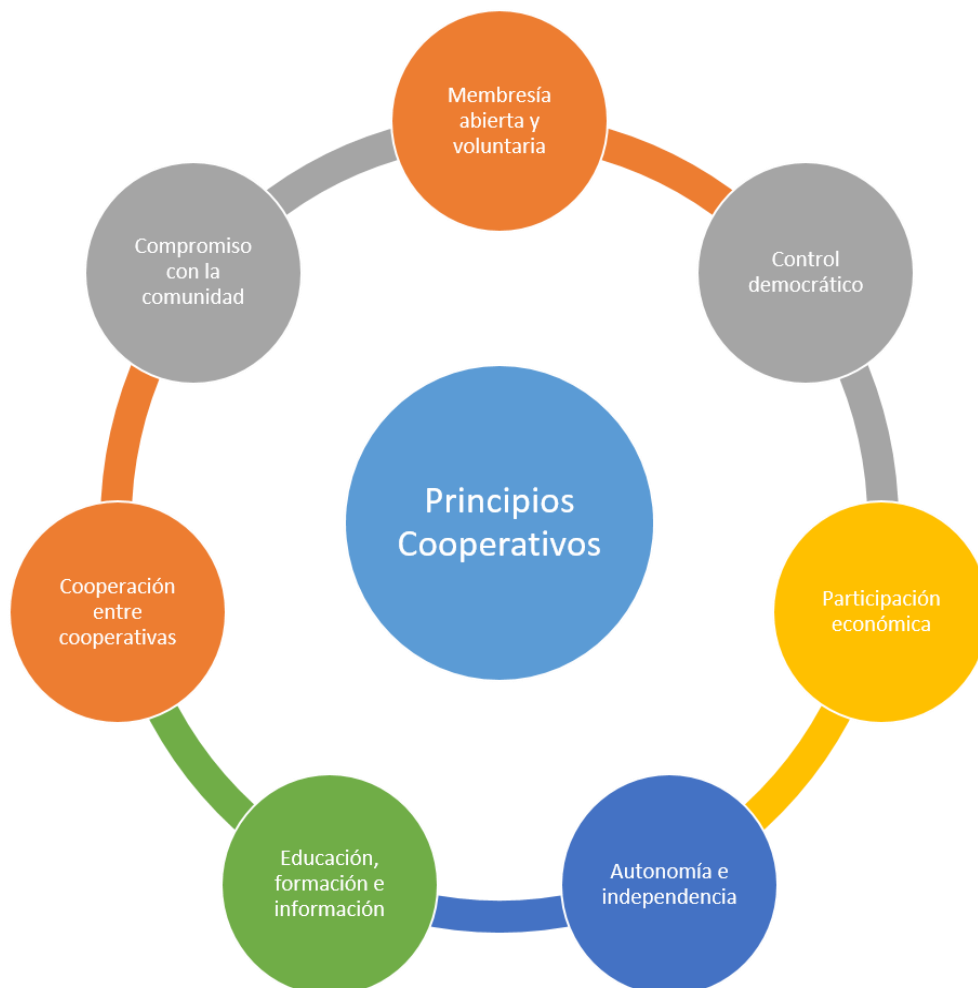 Membresía
abierta y
voluntaria
Control
democrático
Participación
económica
Autonomía e
independencia
Educación,
formación e
información
Cooperación
entre
cooperativas
Compromiso
con la
comunidad
Principios
Cooperativos